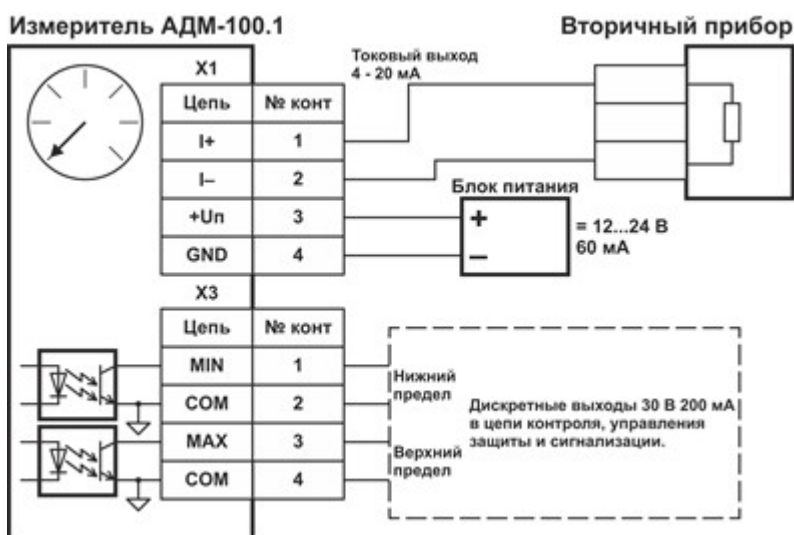 Измеритель АДМ-100.1
Вторичный прибор
X1
Токовый выход
4 - 20 мА
Цепь № конт
I+ 1
I– 2
+Uп 3
GND 4
Блок питания
+
–
= 12...24 В
60 мА
X3
Цепь № конт
MIN 1
COM 2
MAX 3
COM 4
Нижний
предел
Верхний
предел
Дискретные выходы 30 В 200 мА
в цепи контроля, управления
защиты и сигнализации.